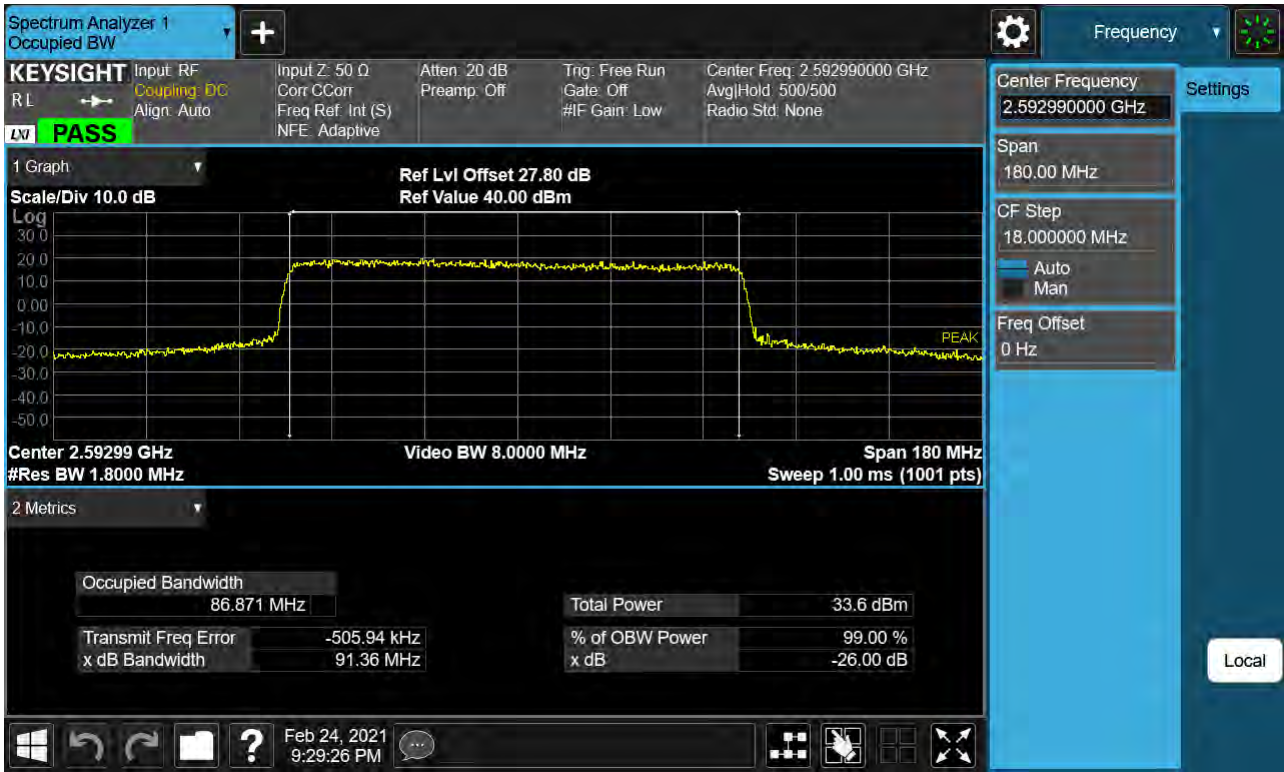 Spectrum Analyzer 1
Occupied BW
Frequency
KEYSIGHT
RL
LXI
PASS
Input: RF
Coupling: DC
Align: Auto
Input Z: 50 Ω
Corr CCorr
Freq Ref: Int (S)
NFE: Adaptive
Atten: 20 dB
Preamp: Off
Trig: Free Run
Gate: Off
#IF Gain: Low
Center Freq: 2.592990000 GHz
Avg|Hold: 500/500
Radio Std: None
Center Frequency
2.592990000 GHz
Settings
Span
180.00 MHz
CF Step
18.000000 MHz
Auto
Man
Freq Offset
0 Hz
Local
1 Graph
Scale/Div 10.0 dB
Ref Lvl Offset 27.80 dB
Ref Value 40.00 dBm
Log
30.0
20.0
10.0
0.00
-10.0
-20.0
-30.0
-40.0
-50.0
PEAK
Center 2.59299 GHz
Video BW 8.0000 MHz
Span 180 MHz
#Res BW 1.8000 MHz
Sweep 1.00 ms (1001 pts)
2 Metrics
Occupied Bandwidth
86.871 MHz
Total Power 33.6 dBm
Transmit Freq Error -505.94 kHz
% of OBW Power 99.00 %
x dB Bandwidth 91.36 MHz
x dB -26.00 dB
?
Feb 24, 2021
9:29:26 PM